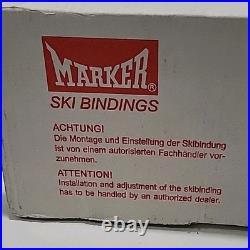 MARKER®
SKI BINDINGS
ACHTUNG!
Die Montage und Einstellung der Skibindung
ist von einem autorisierten Fachhändler vor-
zunehmen.
ATTENTION!
Installation and adjustment of the skibinding
has to be handled by an authorized dealer.